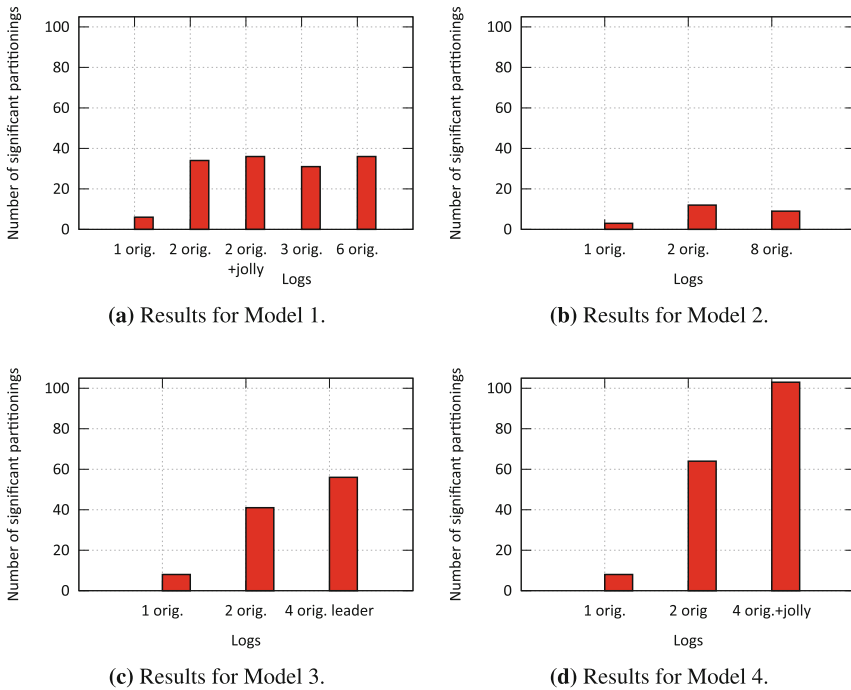 Number of significant partitionings
100
80
60
40
20
0
1 orig.
2 orig.
2 orig.
+jolly
3 orig.
6 orig.
Logs
(a) Results for Model 1.
Number of significant partitionings
100
80
60
40
20
0
1 orig.
2 orig.
8 orig.
Logs
(b) Results for Model 2.
Number of significant partitionings
100
80
60
40
20
0
1 orig.
2 orig.
4 orig. leader
Logs
(c) Results for Model 3.
Number of significant partitionings
100
80
60
40
20
0
1 orig.
2 orig
4 orig.+jolly
Logs
(d) Results for Model 4.